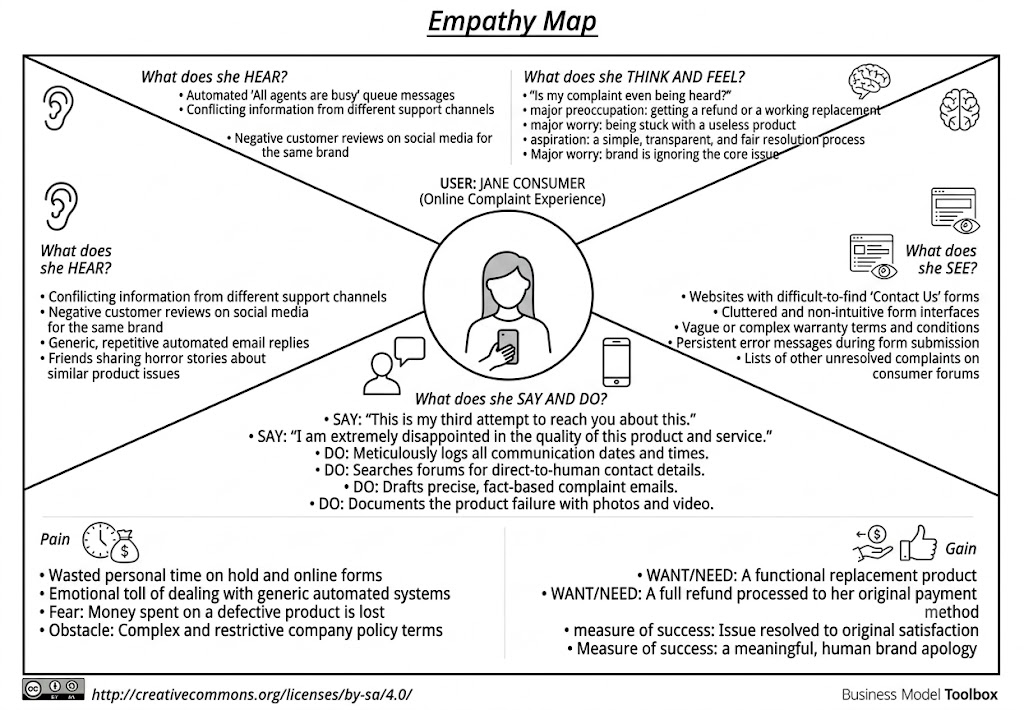 Empathy Map
What does she HEAR?
• Automated 'All agents are busy' queue messages
• Conflicting information from different support channels
• Negative customer reviews on social media for
the same brand
What does she THINK AND FEEL?
• "Is my complaint even being heard?"
• major preoccupation: getting a refund or a working replacement
• major worry: being stuck with a useless product
• aspiration: a simple, transparent, and fair resolution process
• Major worry: brand is ignoring the core issue
USER: JANE CONSUMER
(Online Complaint Experience)
What does
she HEAR?
• Confilicting information from different support channels
• Negative customer reviews on social media
for the same brand
• Generic, repetitive automated email replies
• Friends sharing horror stories about
similar product issues
What does
she SEE?
• Websites with difficult-to-find 'Contact Us' forms
• Cluttered and non-intuitive form interfaces
• Vague or complex warranty terms and conditions
• Persistent error messages during form submission
• Lists of other unresolved complaints on
consumer forums
What does she SAY AND DO?
• SAY: "This is my third attempt to reach you about this."
• SAY: "I am extremely disappointed in the quality of this product and service."
• DO: Meticulously logs all communication dates and times.
• DO: Searches forums for direct-to-human contact details.
• DO: Drafts precise, fact-based complaint emails.
• DO: Documents the product failure with photos and video.
Pain
• Wasted personal time on hold and online forms
• Emotional toll of dealing with generic automated systems
• Fear: Money spent on a defective product is lost
• Obstacle: Complex and restrictive company policy terms
Gain
• WANT/NEED: A functional replacement product
• WANT/NEED: A full refund processed to her original payment
method
• measure of success: Issue resolved to original satisfaction
• Measure of success: a meaningful, human brand apology
cc
http://creativecommons.org/licenses/by-sa/4.0/
Business Model Toolbox